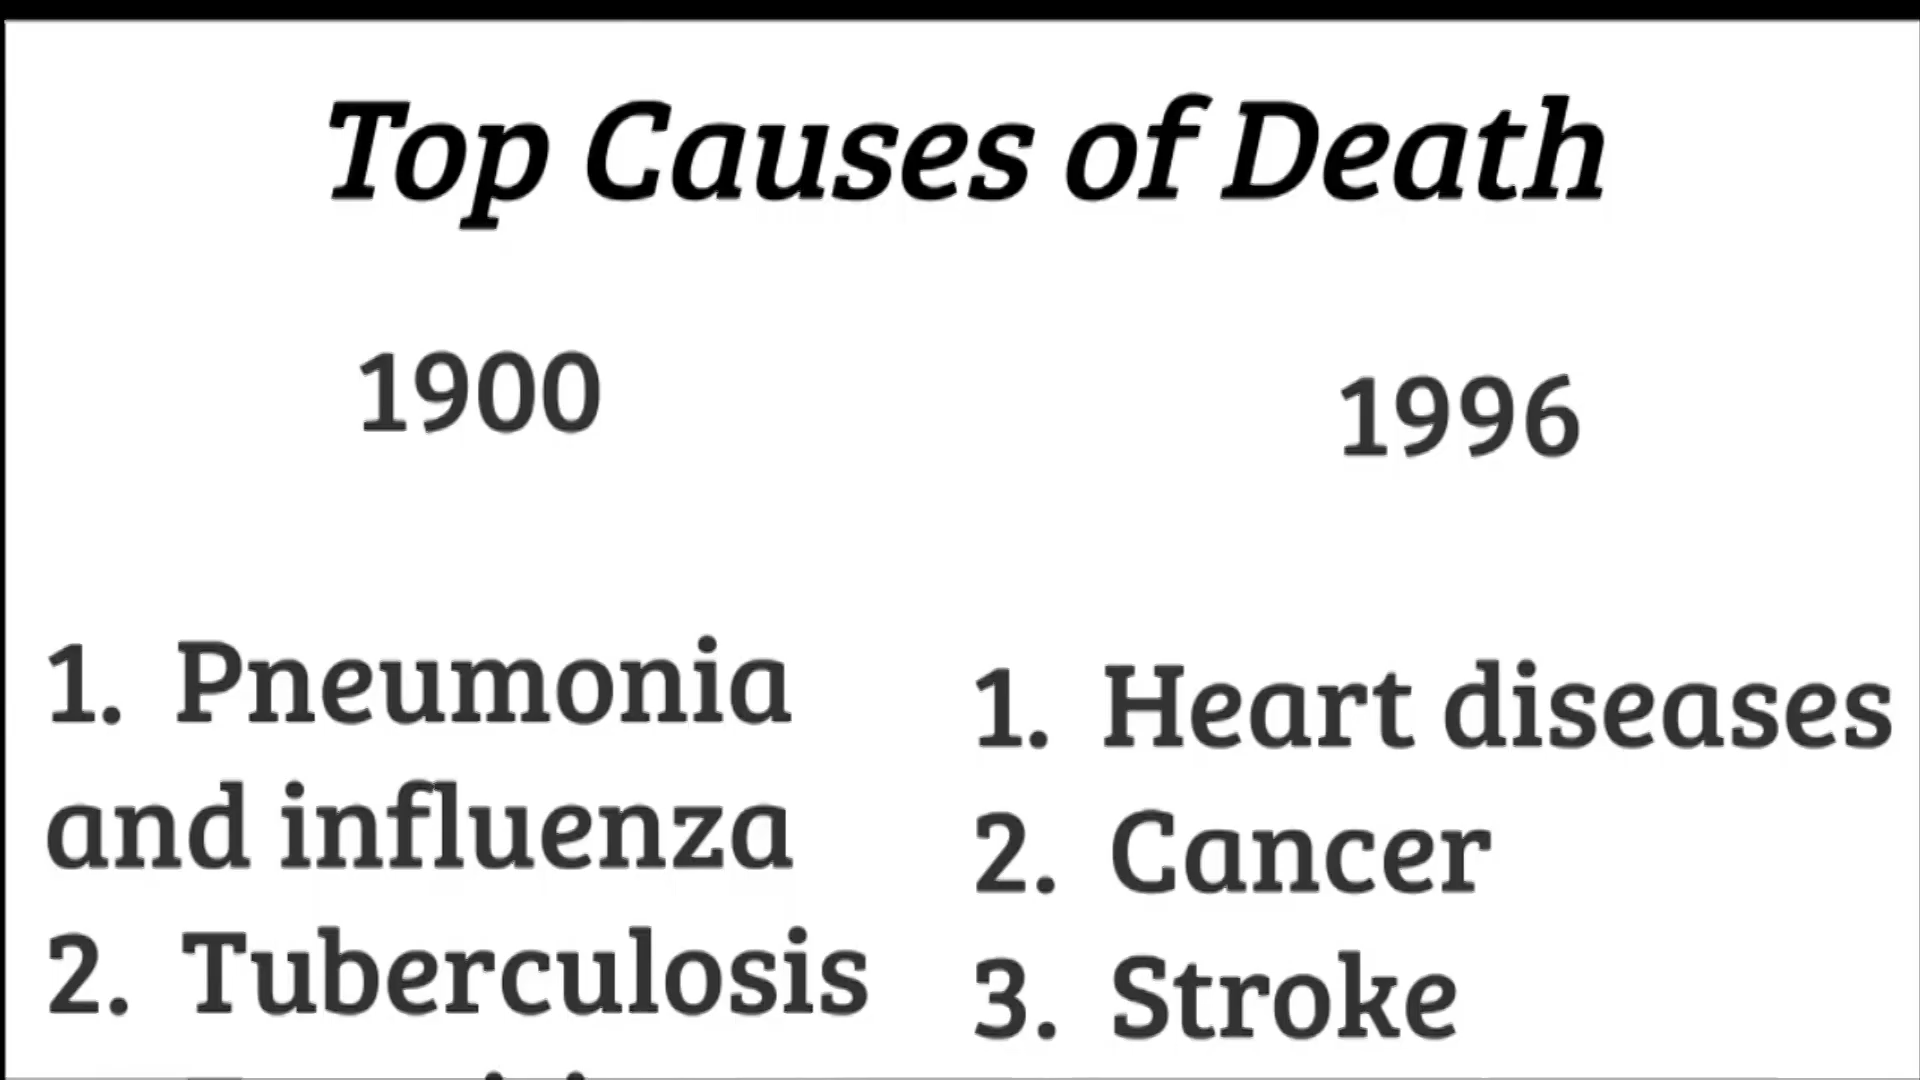 Top Causes of Death
1900
1. Pneumonia
and influenza
2. Tuberculosis
1996
1. Heart diseases
2. Cancer
3. Stroke